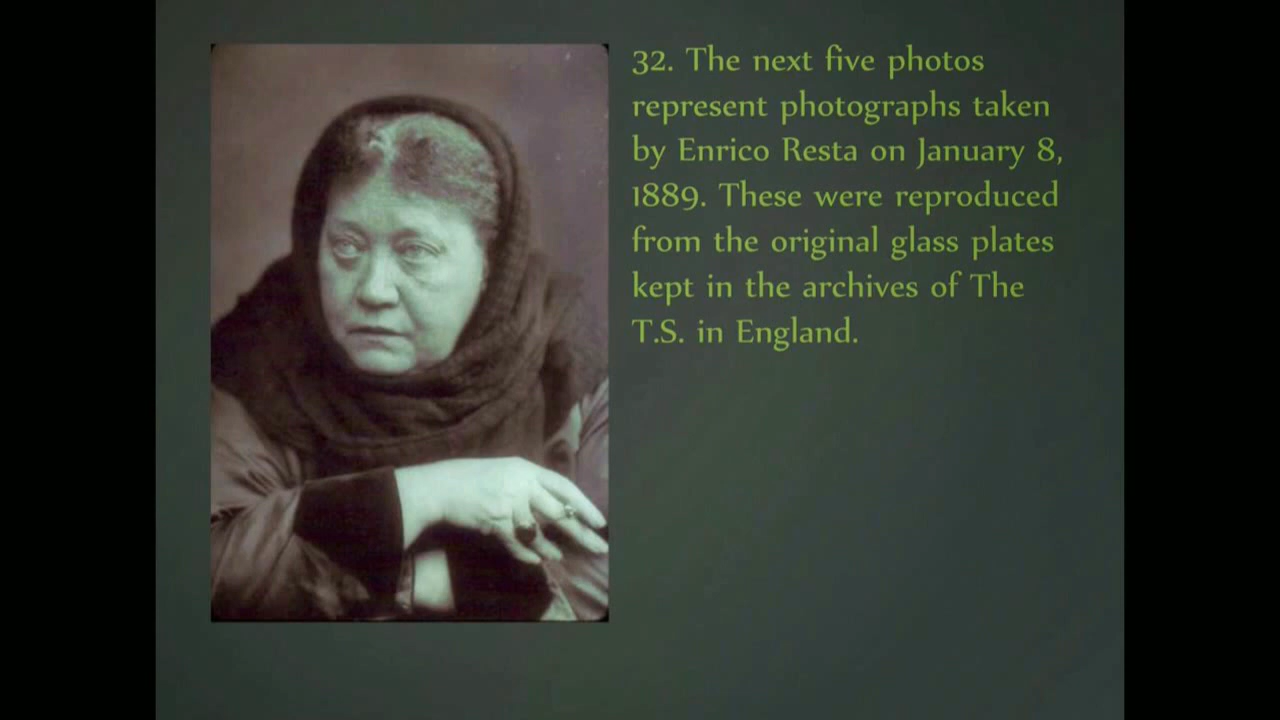 32. The next five photos
represent photographs taken
by Enrico Resta on January 8,
1889. These were reproduced
from the original glass plates
kept in the archives of The
T.S. in England.